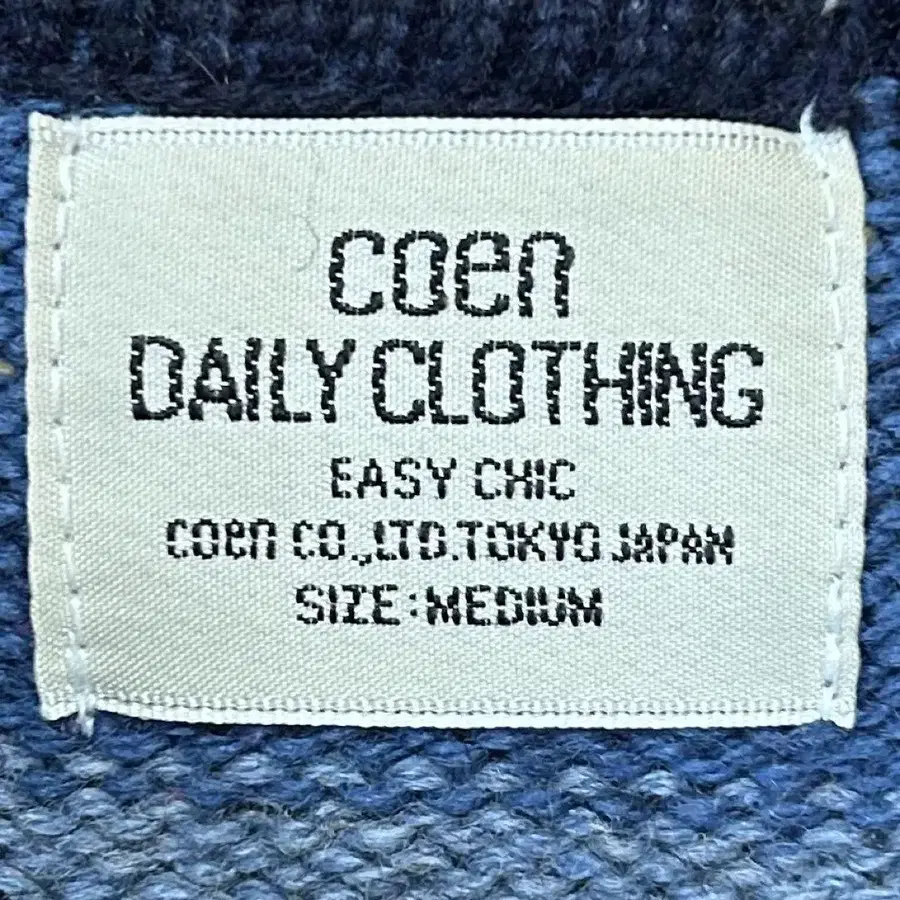 coen
DAILY CLOTHING
EASY CHIC
coen CO.,LTD.TOKYO JAPAN
SIZE:MEDIUM